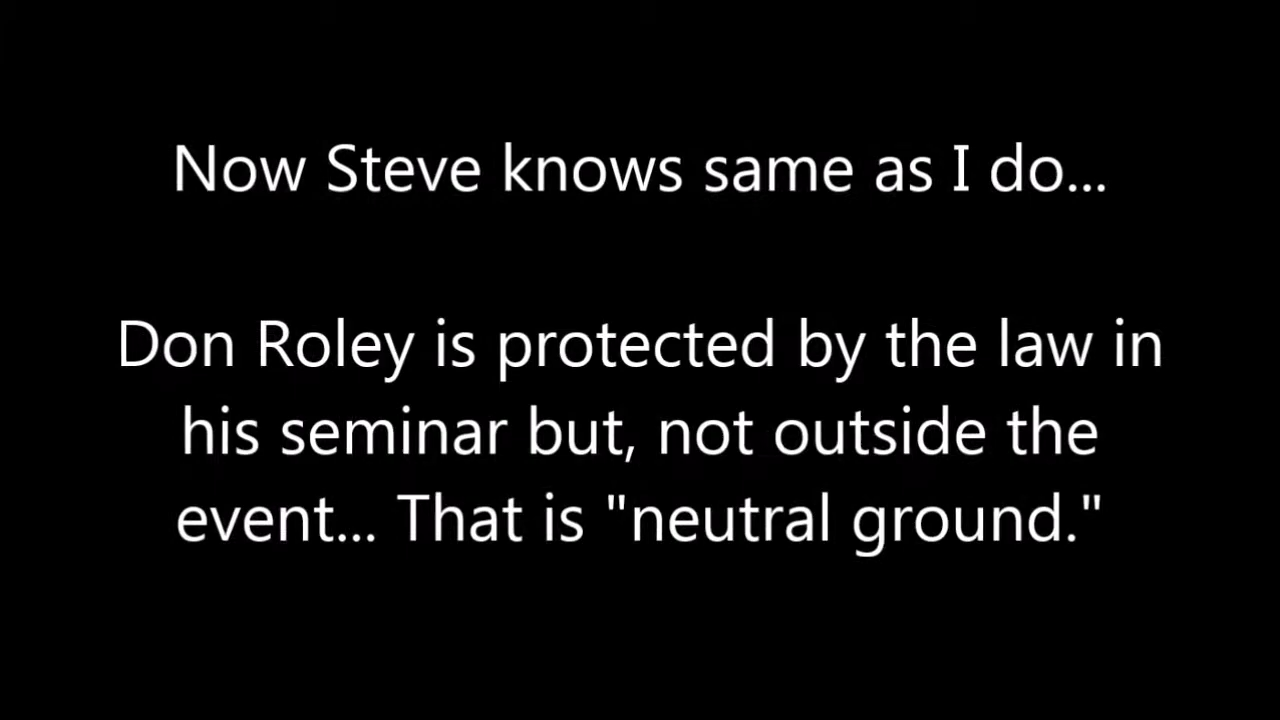 Now Steve knows same as I do...
Don Roley is protected by the law in
his seminar but, not outside the
event... That is "neutral ground."